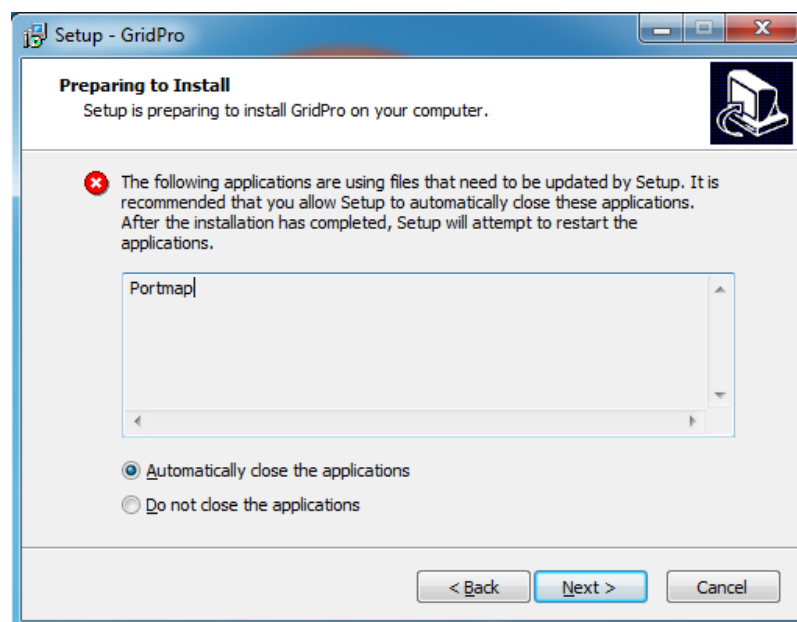 Setup - GridPro
Preparing to Install
Setup is preparing to install GridPro on your computer.
The following applications are using files that need to be updated by Setup. It is
recommended that you allow Setup to automatically close these applications.
After the installation has completed, Setup will attempt to restart the
applications.
Portmap
Automatically close the applications
Do not close the applications
< Back Next > Cancel